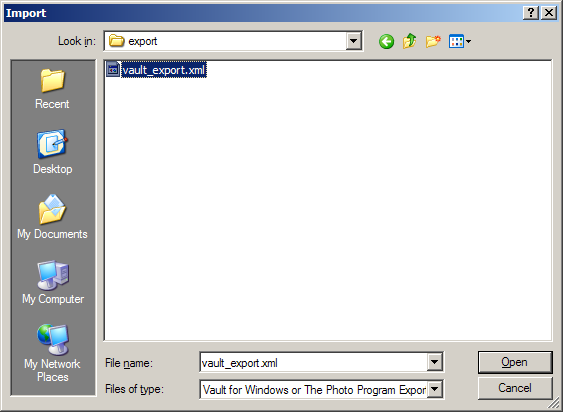 Import
Look in: export
vault_export.xml
Recent
Desktop
My Documents
My Computer
My Network
Places
File name: vault_export.xml Open
Files of type: Vault for Windows or The Photo Program Expor Cancel